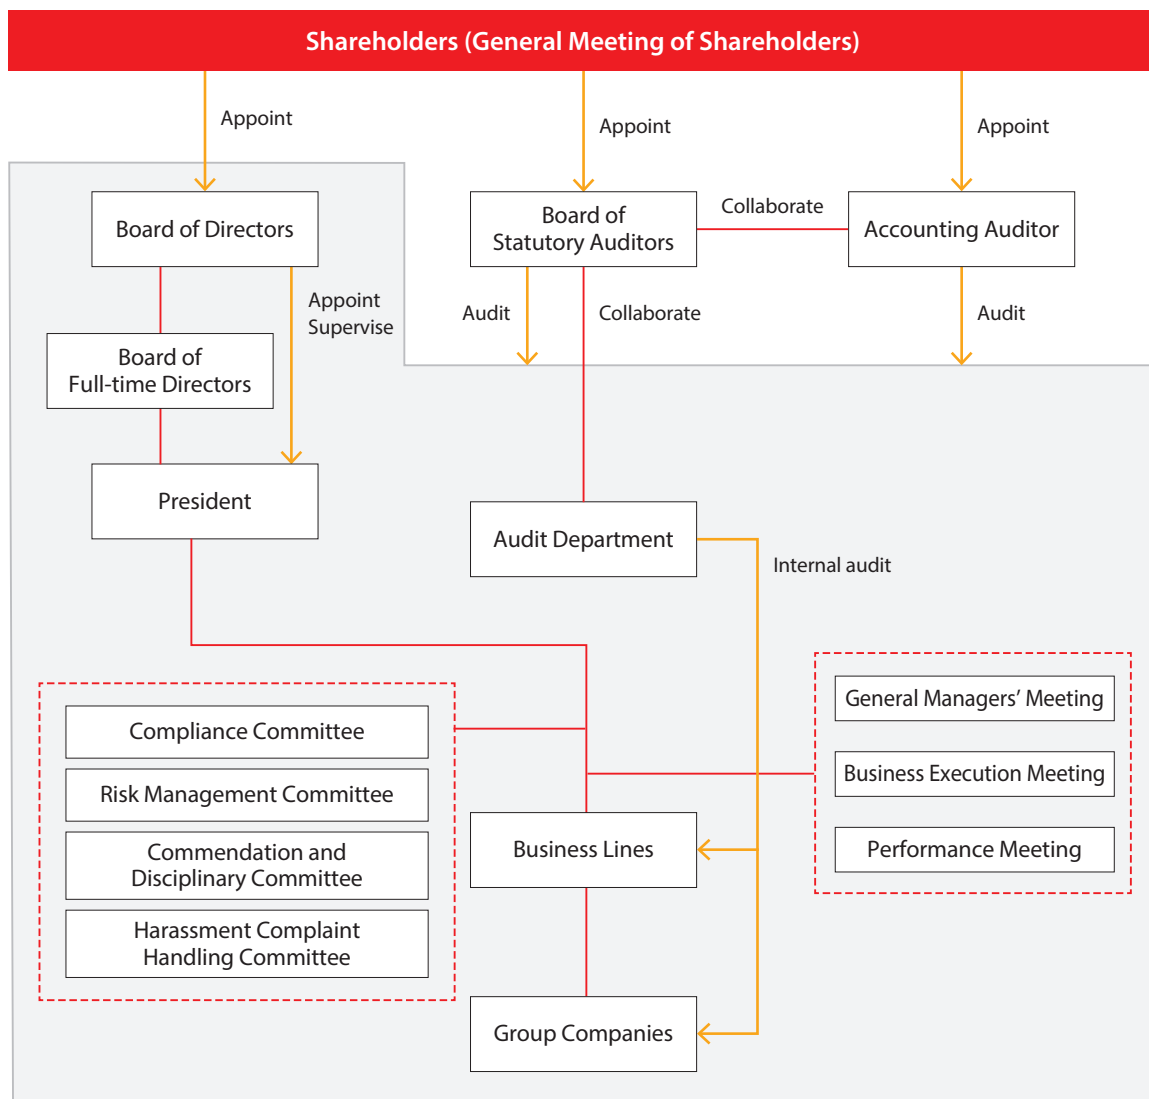 Shareholders (General Meeting of Shareholders)
Appoint
Appoint
Appoint
Board of Directors
Board of
Statutory Auditors
Collaborate
Accounting Auditor
Appoint
Supervise
Audit
Collaborate
Audit
Board of
Full-time Directors
President
Audit Department
Internal audit
Compliance Committee
Risk Management Committee
Commendation and
Disciplinary Committee
Harassment Complaint
Handling Committee
General Managers’ Meeting
Business Execution Meeting
Performance Meeting
Business Lines
Group Companies